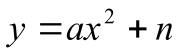 y = ax² + n